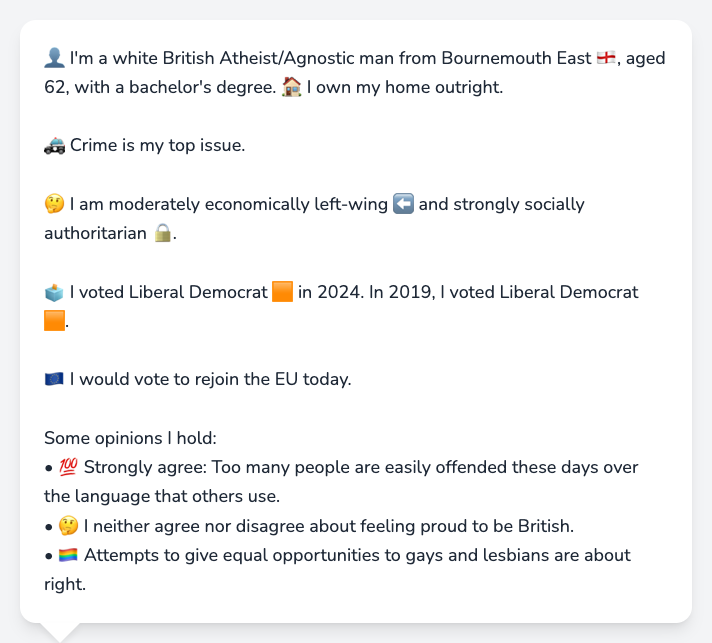 👤 I'm a white British Atheist/Agnostic man from Bournemouth East 🏴󠁧󠁢󠁥󠁮󠁧󠁿, aged
62, with a bachelor's degree. 🏠 I own my home outright.
🚓 Crime is my top issue.
🤔 I am moderately economically left-wing ⬅️ and strongly socially
authoritarian 🔒.
🗳️ I voted Liberal Democrat 🟧 in 2024. In 2019, I voted Liberal Democrat
🟧.
🇪🇺 I would vote to rejoin the EU today.
Some opinions I hold:
• 💯 Strongly agree: Too many people are easily offended these days over
the language that others use.
• 🤔 I neither agree nor disagree about feeling proud to be British.
• 🏳️‍🌈 Attempts to give equal opportunities to gays and lesbians are about
right.